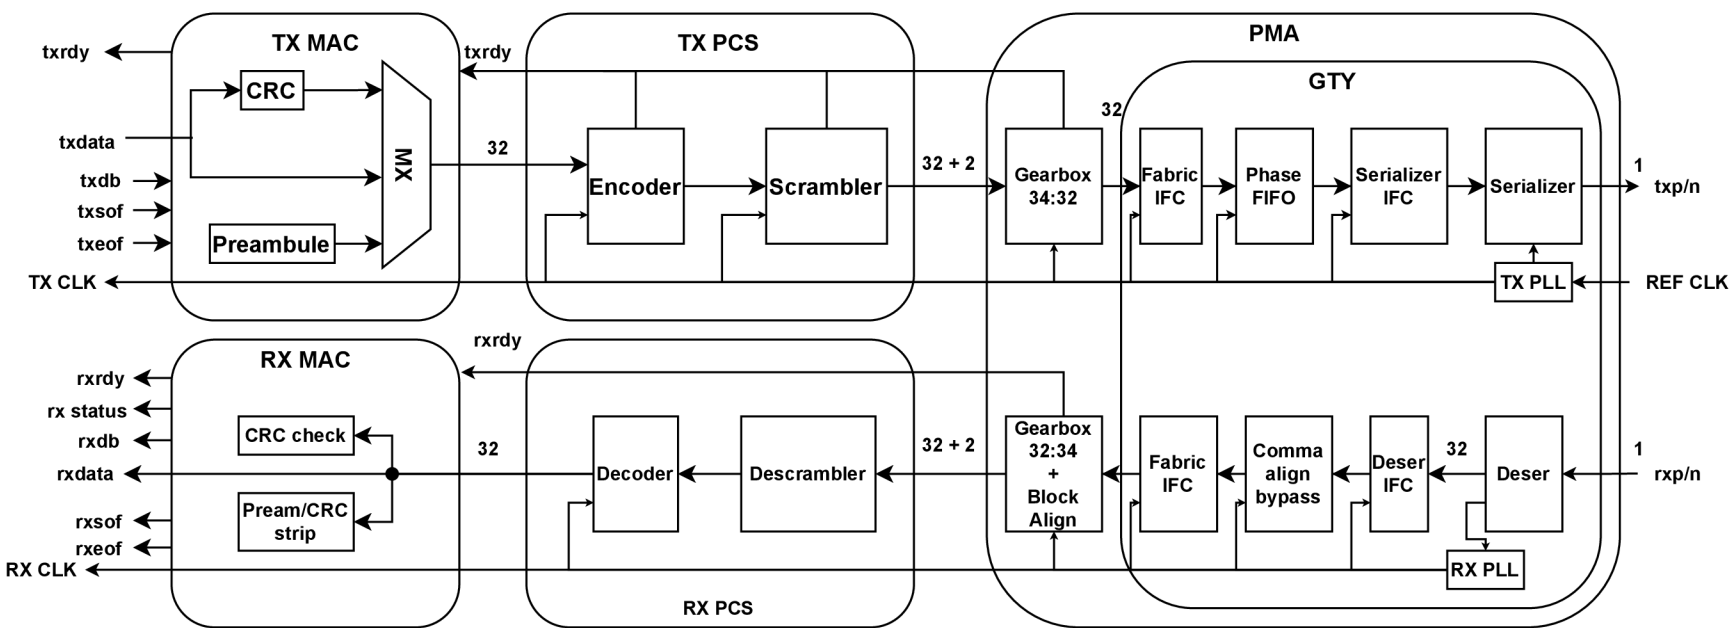 TX MAC
TX PCS
PMA
txrdy
txrdy
GTY
CRC
32
txdata
MX
32
32 + 2
1
Encoder
Scrambler
Gearbox
34:32
Fabric
IFC
Phase
FIFO
Serializer
IFC
Serializer
txp/n
txdb
txsof
txeof
Preambule
TX CLK
TX PLL
REF CLK
RX MAC
rxrdy
rxrdy
rx status
rxdb
CRC check
32
32 + 2
32
1
rxdata
Decoder
Descrambler
Gearbox
32:34
+
Block
Align
Fabric
IFC
Comma
align
bypass
Deser
IFC
Deser
rxp/n
Pream/CRC
strip
rxsof
rxeof
RX CLK
RX PLL
RX PCS